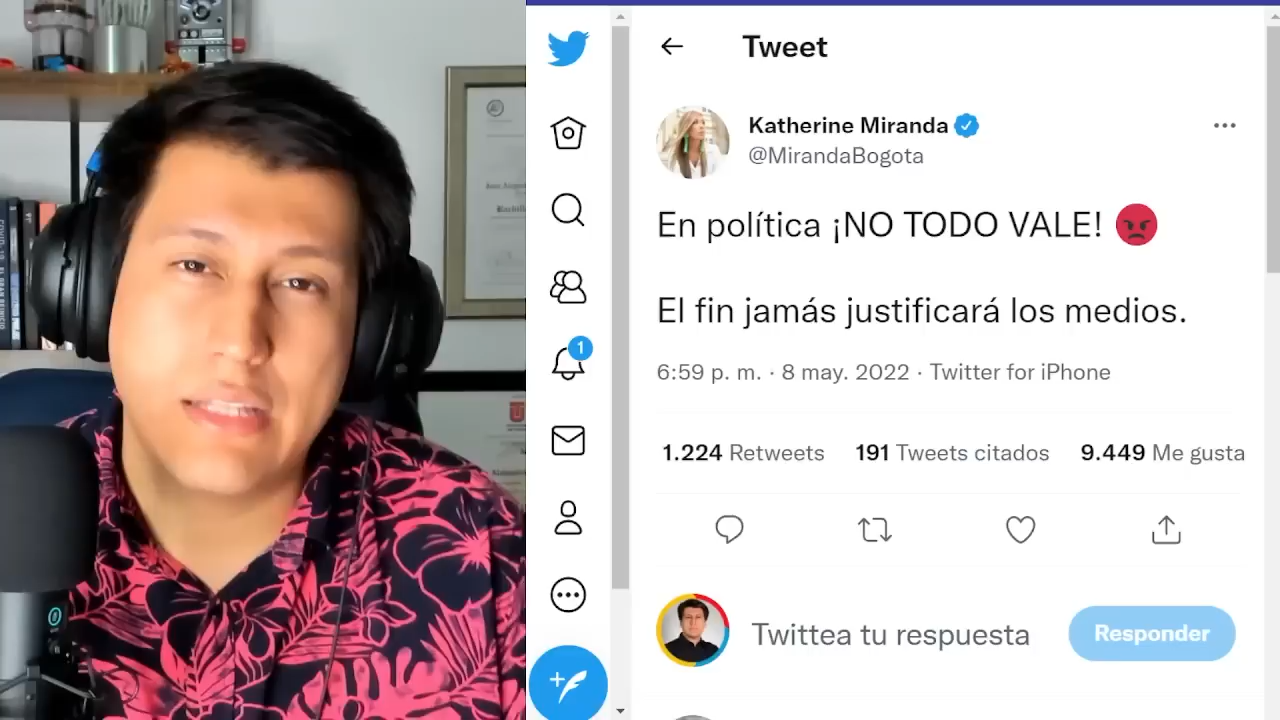 Tweet
Katherine Miranda
@MirandaBogota
En política ¡NO TODO VALE! 😡
El fin jamás justificará los medios.
6:59 p. m. · 8 may. 2022 · Twitter for iPhone
1.224 Retweets 191 Tweets citados 9.449 Me gusta
Twittea tu respuesta
Responder
1